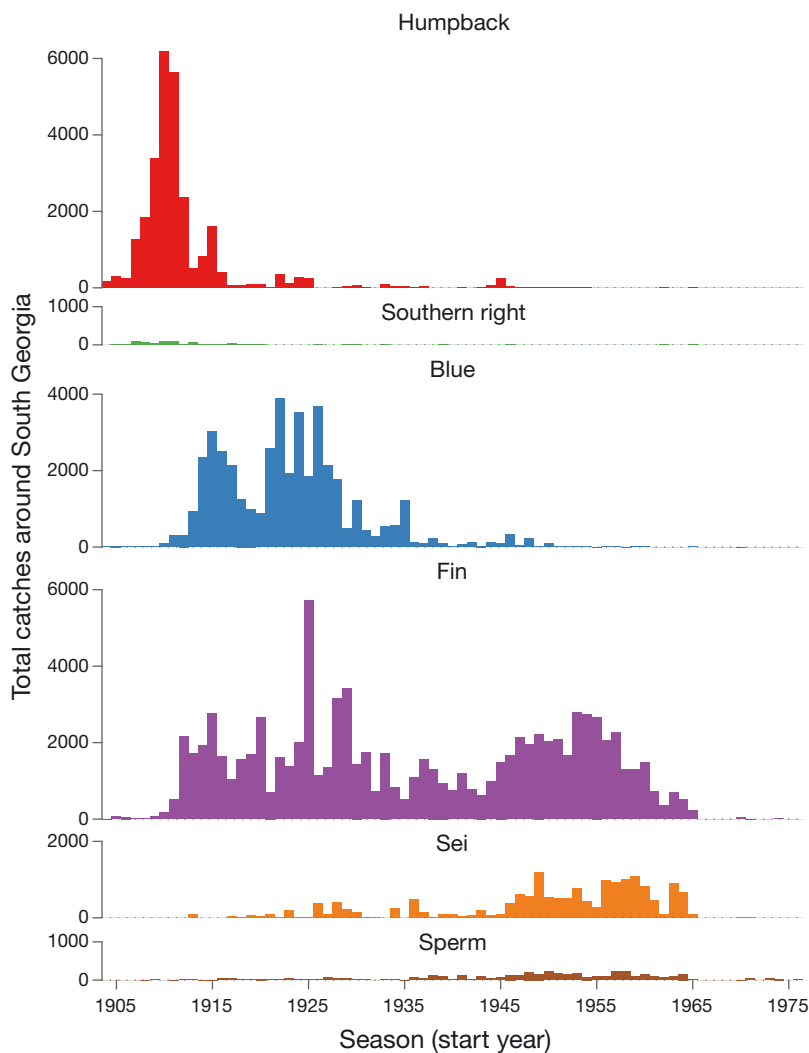 Humpback
6000
4000
2000
0
1000
Southern right
0
Blue
4000
2000
0
Fin
6000
4000
2000
0
Sei
2000
0
Sperm
1000
0
1905 1915 1925 1935 1945 1955 1965 1975
Season (start year)
Total catches around South Georgia